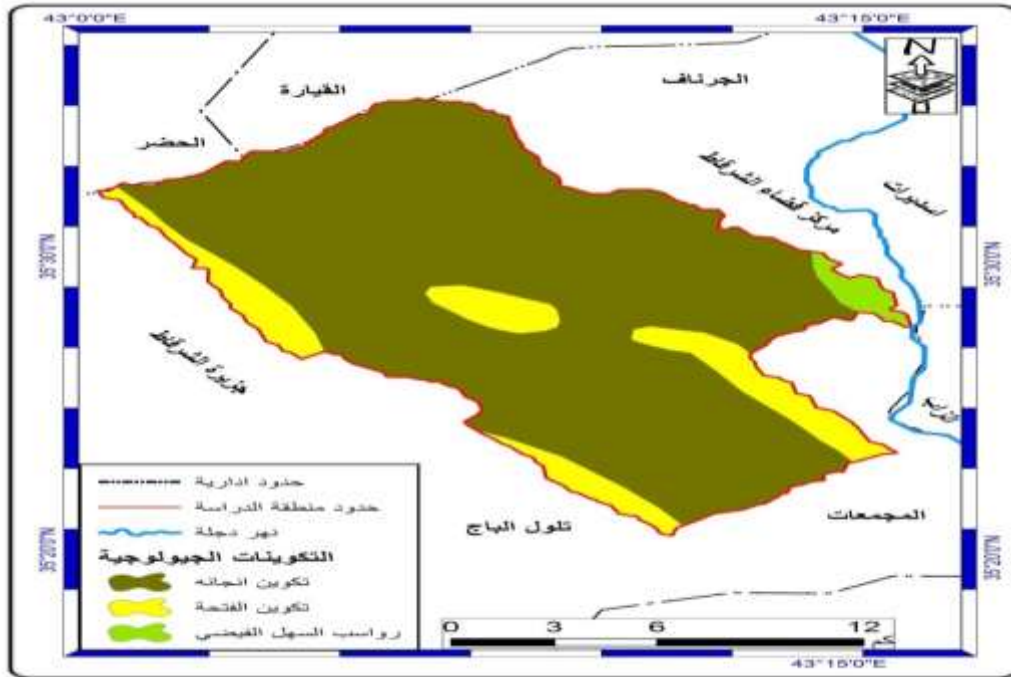 43°0'0"E
43°15'0"E
N
القيارة
الجرناف
الحضر
مركز قضاء الشرقاط
35°30'0"N
35°30'0"N
جزيرة الشرقاط
تلول الباج
المجمعات
35°20'0"N
35°20'0"N
حدود ادارية
حدود منطقة الدراسة
نهر دجلة
التكوينات الجيولوجية
تكوين انجانه
تكوين الفتحة
رواسب السهل الفيضي
0 3 6 12
كم
43°15'0"E